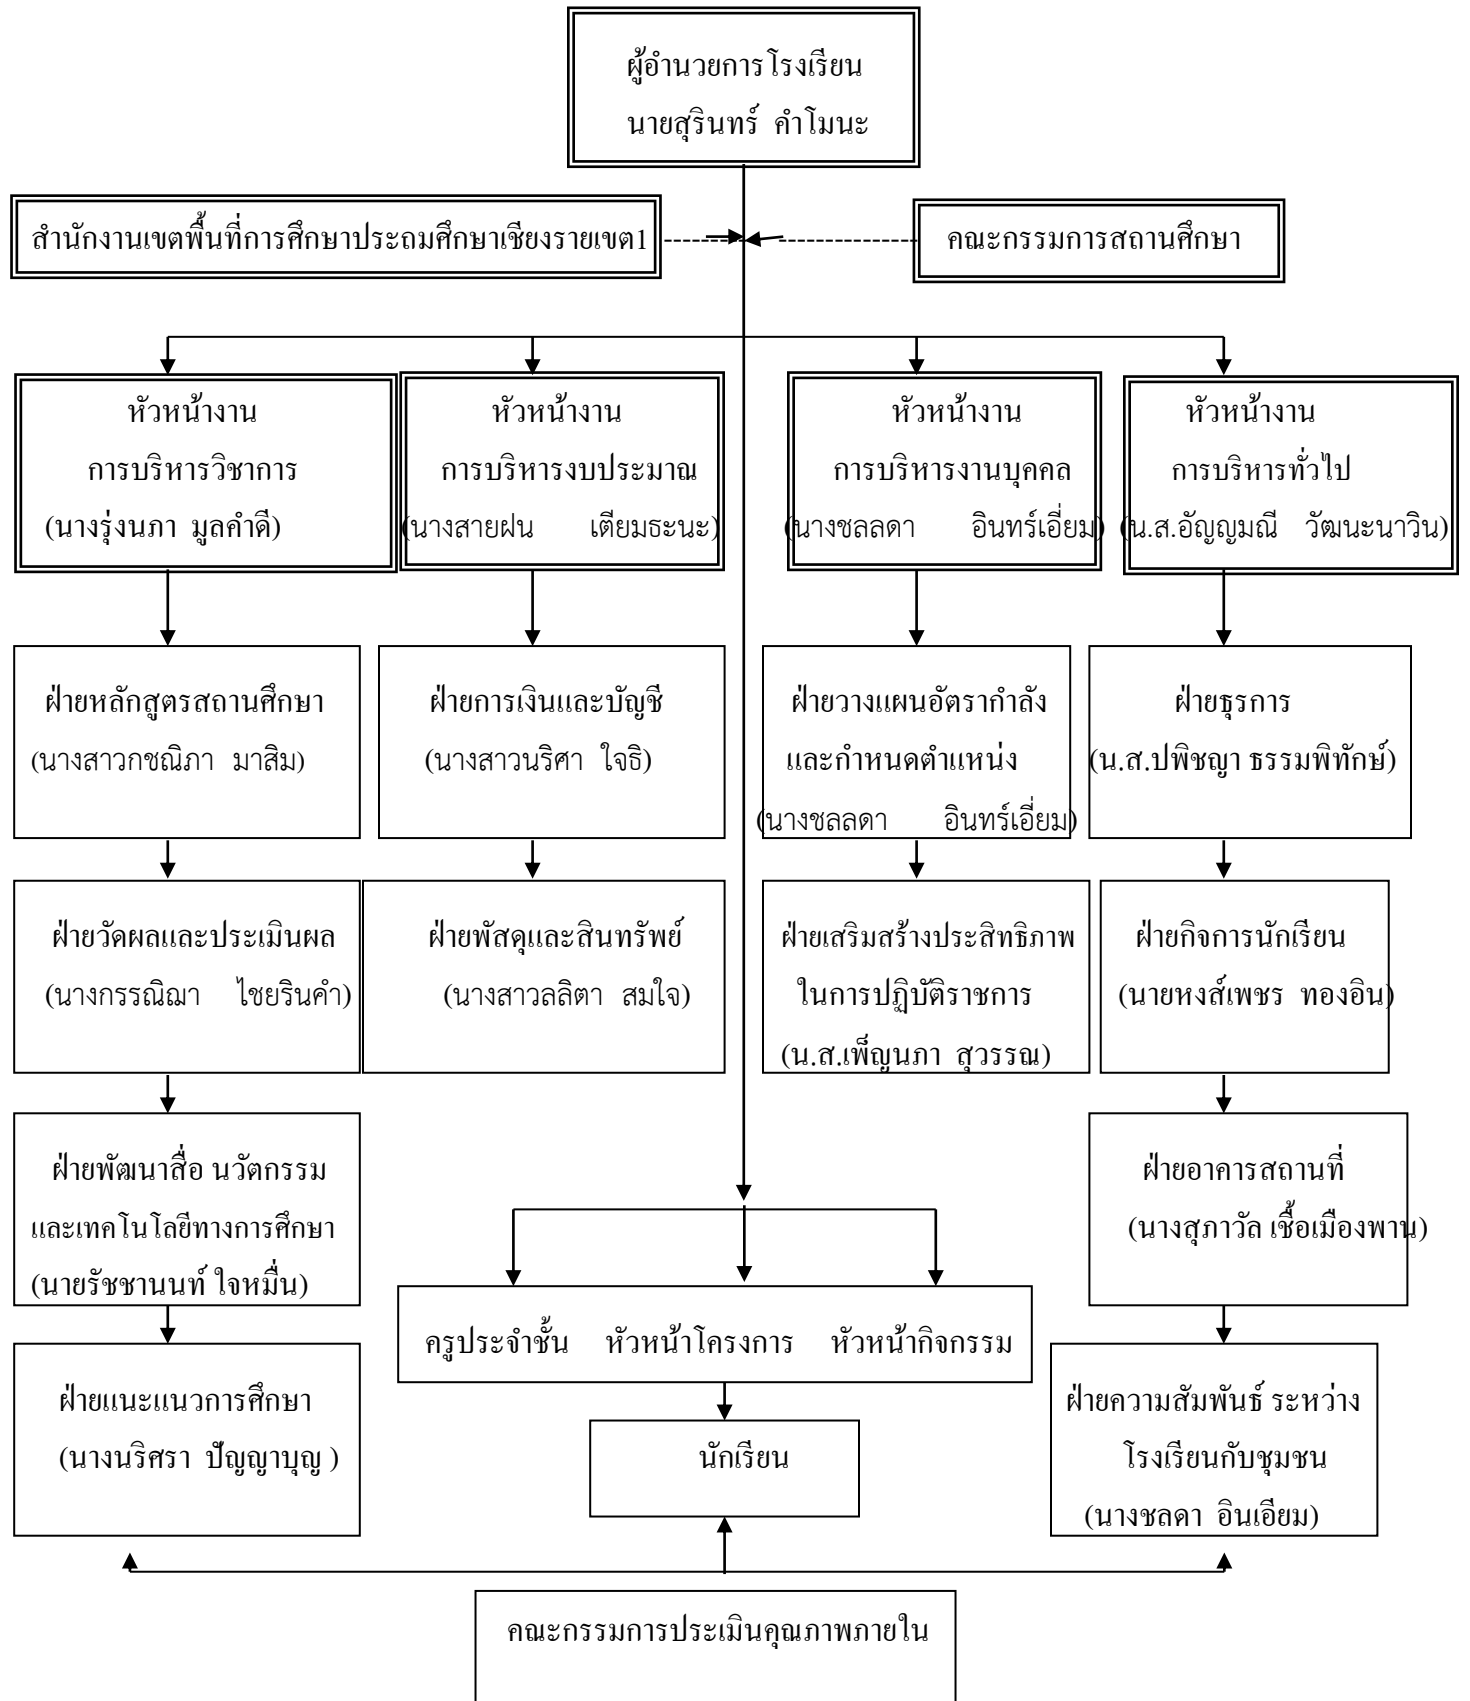 ผู้อำนวยการโรงเรียน
นายสุรินทร์ คำโมนะ
สำนักงานเขตพื้นที่การศึกษาประถมศึกษาเชียงรายเขต1
คณะกรรมการสถานศึกษา
หัวหน้างาน
การบริหารวิชาการ
(นางรุ่งนภา มูลคำดี)
หัวหน้างาน
การบริหารงบประมาณ
(นางสายฝน เตียมธะนะ)
หัวหน้างาน
การบริหารงานบุคคล
(นางชลลดา อินทร์เอี่ยม)
หัวหน้างาน
การบริหารทั่วไป
(น.ส.อัญญมณี วัฒนะนาวิน)
ฝ่ายหลักสูตรสถานศึกษา
(นางสาวกชณิภา มาสิม)
ฝ่ายการเงินและบัญชี
(นางสาวนริศา ใจธิ)
ฝ่ายวางแผนอัตรากำลัง
และกำหนดตำแหน่ง
(นางชลลดา อินทร์เอี่ยม)
ฝ่ายธุรการ
(น.ส.ปพิชญา ธรรมพิทักษ์)
ฝ่ายวัดผลและประเมินผล
(นางกรรณิฌา ไชยรินคำ)
ฝ่ายพัสดุและสินทรัพย์
(นางสาวลลิตา สมใจ)
ฝ่ายเสริมสร้างประสิทธิภาพ
ในการปฏิบัติราชการ
(น.ส.เพ็ญนภา สุวรรณ)
ฝ่ายกิจการนักเรียน
(นายหงส์เพชร ทองอิน)
ฝ่ายพัฒนาสื่อ นวัตกรรม
และเทคโนโลยีทางการศึกษา
(นายรัชชานนท์ ใจหมื่น)
ฝ่ายอาคารสถานที่
(นางสุภาวัล เชื้อเมืองพาน)
ครูประจำชั้น หัวหน้าโครงการ หัวหน้ากิจกรรม
ฝ่ายแนะแนวการศึกษา
(นางนริศรา ปัญญาบุญ )
นักเรียน
ฝ่ายความสัมพันธ์ ระหว่าง
โรงเรียนกับชุมชน
(นางชลดา อินเอียม)
คณะกรรมการประเมินคุณภาพภายใน